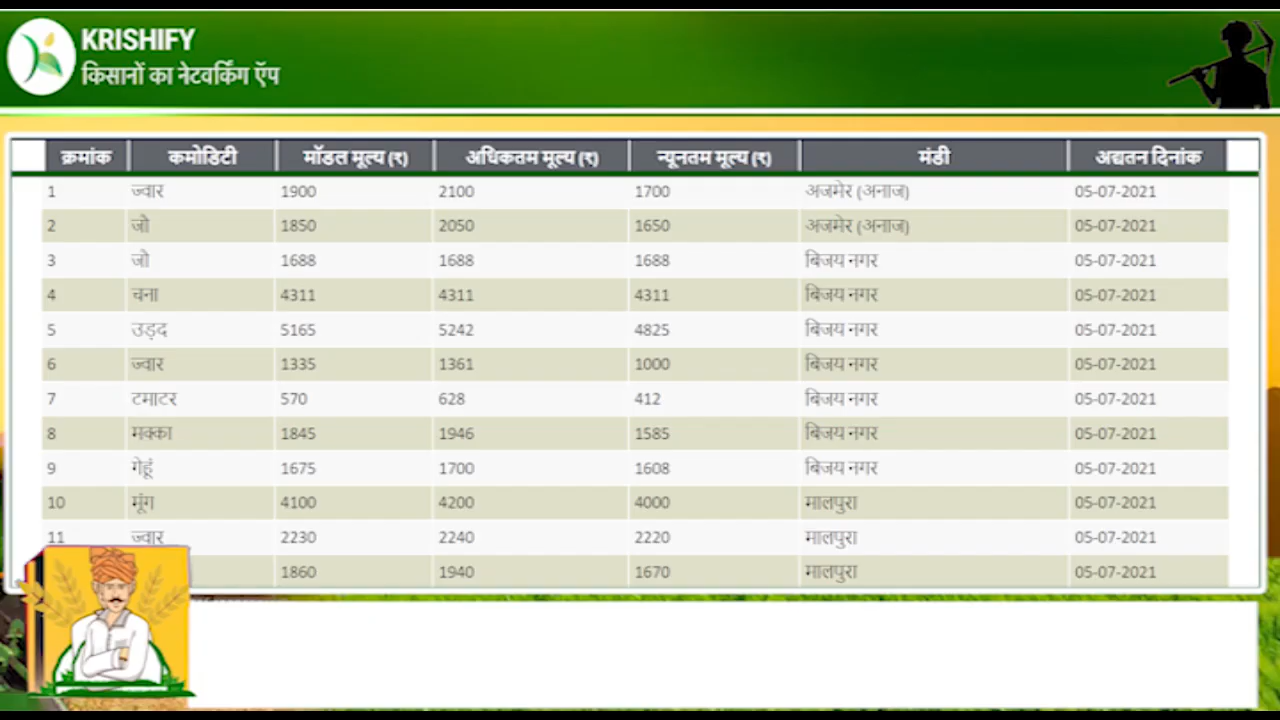 KRISHIFY
किसानों का नेटवर्किंग ऍप
क्रमांक कमोडिटी मॉडल मूल्य (₹) अधिकतम मूल्य (₹) न्यूनतम मूल्य (₹) मंडी अद्यतन दिनांक
1 ज्वार 1900 2100 1700 अजमेर (अनाज) 05-07-2021
2 जौ 1850 2050 1650 अजमेर (अनाज) 05-07-2021
3 जो 1688 1688 1688 बिजय नगर 05-07-2021
4 चना 4311 4311 4311 बिजय नगर 05-07-2021
5 उड़द 5165 5242 4825 बिजय नगर 05-07-2021
6 ज्वार 1335 1361 1000 बिजय नगर 05-07-2021
7 टमाटर 570 628 412 बिजय नगर 05-07-2021
8 मक्का 1845 1946 1585 बिजय नगर 05-07-2021
9 गेहूं 1675 1700 1608 बिजय नगर 05-07-2021
10 मूंग 4100 4200 4000 मालपुरा 05-07-2021
11 ज्वार 2230 2240 2220 मालपुरा 05-07-2021
1860 1940 1670 मालपुरा 05-07-2021